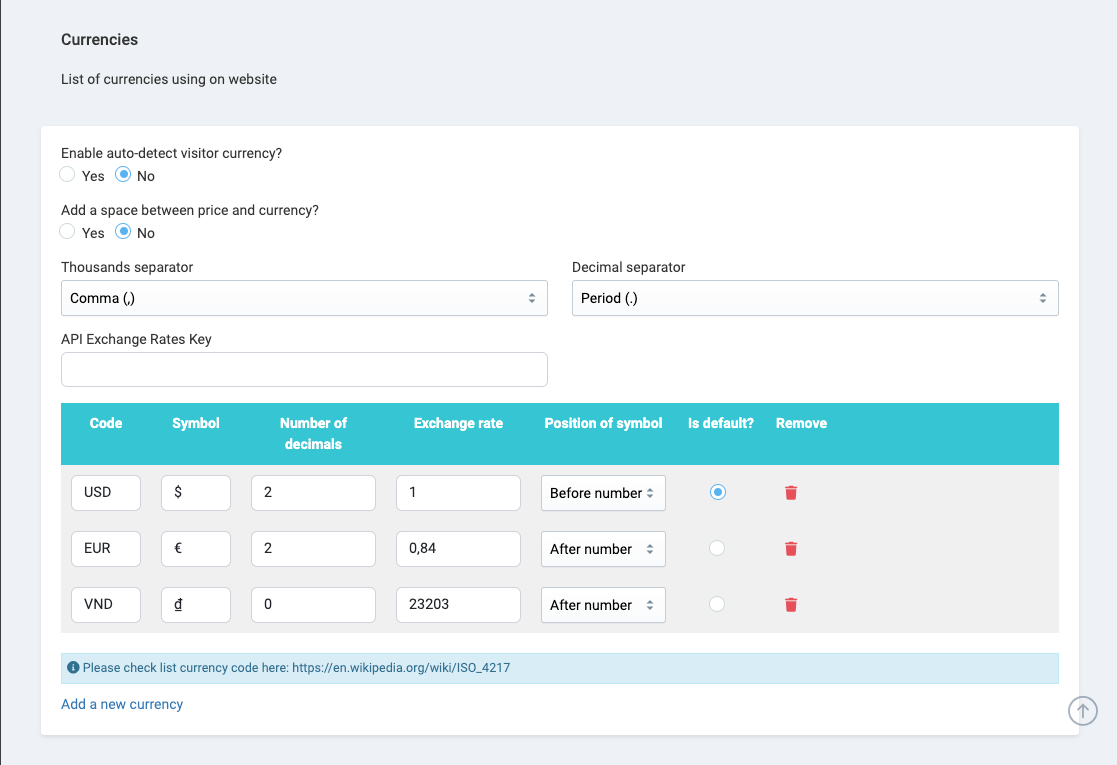 Currencies
List of currencies using on website
Enable auto-detect visitor currency?
Yes No
Add a space between price and currency?
Yes No
Thousands separator Decimal separator
Comma (,) Period (.)
API Exchange Rates Key
Code Symbol Number of decimals Exchange rate Position of symbol Is default? Remove
USD $ 2 1 Before number
EUR € 2 0,84 After number
VND ₫ 0 23203 After number
Please check list currency code here: https://en.wikipedia.org/wiki/ISO_4217
Add a new currency